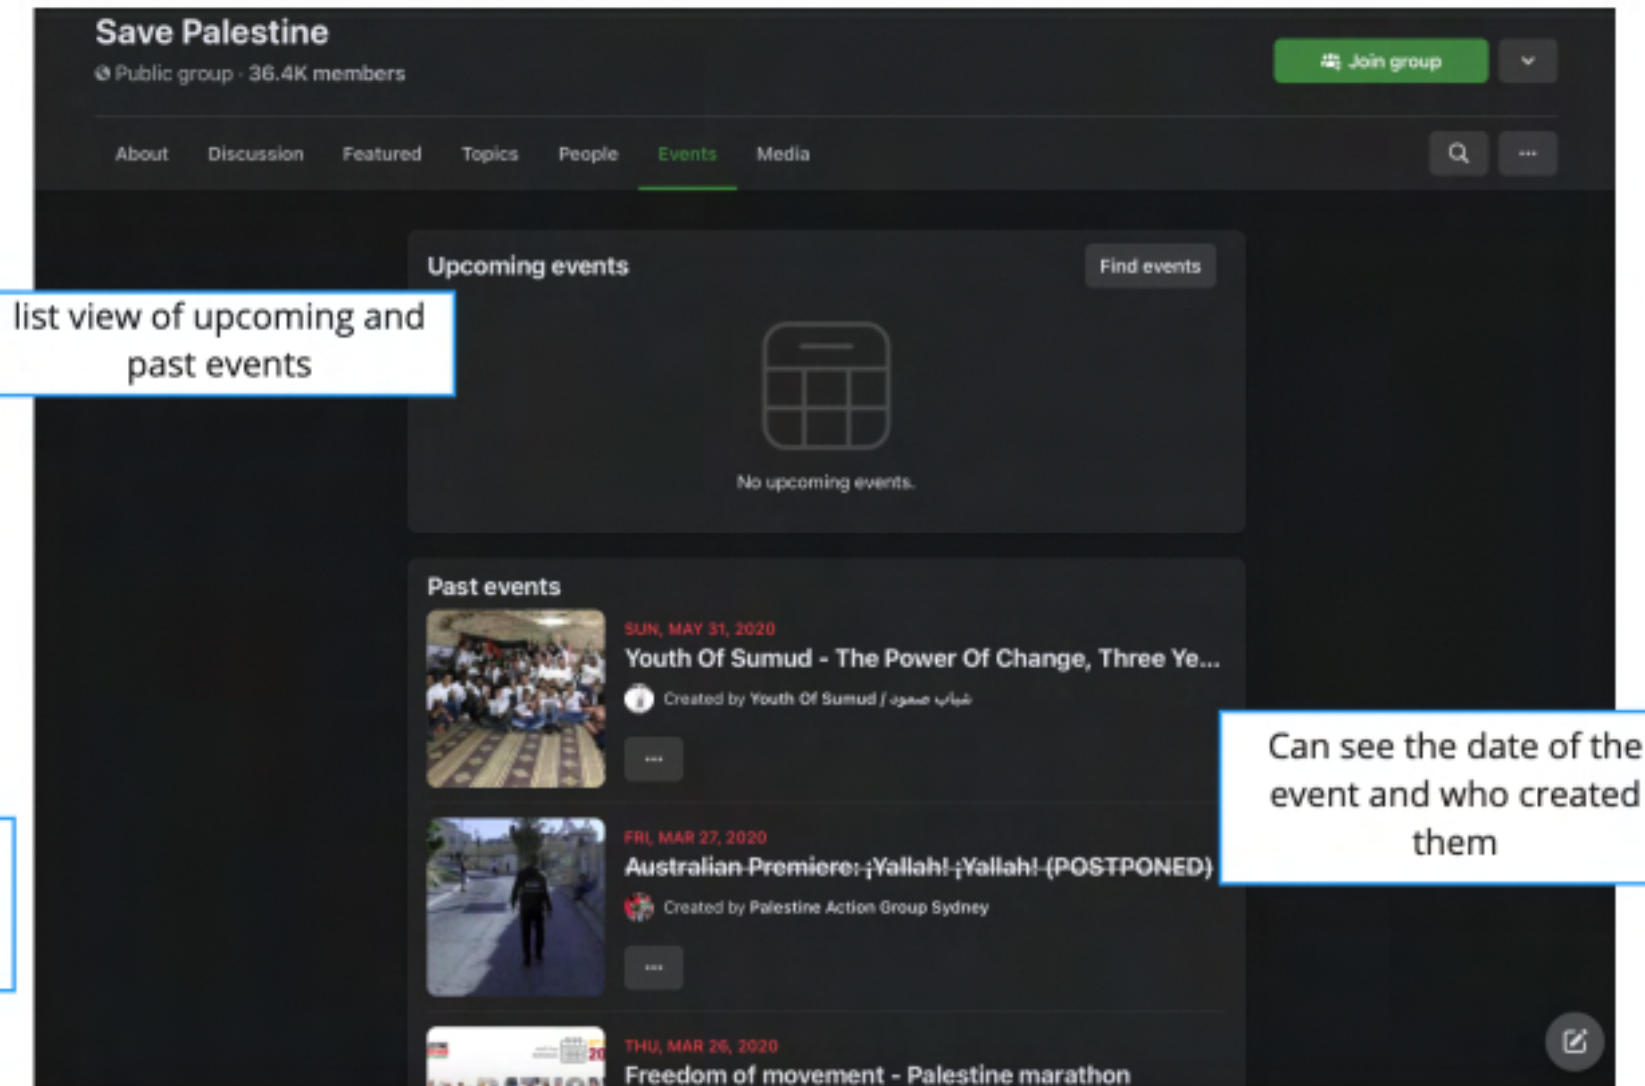 Save Palestine
Public group · 36.4K members
Join group
About Discussion Featured Topics People Events Media
Upcoming events
Find events
list view of upcoming and
past events
No upcoming events.
Past events
SUN, MAY 31, 2020
Youth Of Sumud - The Power Of Change, Three Ye...
Created by Youth Of Sumud / شباب صمود
Can see the date of the
event and who created
them
FRI, MAR 27, 2020
Australian Premiere: ¡Yallah! ¡Yallah! (POSTPONED)
Created by Palestine Action Group Sydney
THU, MAR 26, 2020
Freedom of movement - Palestine marathon